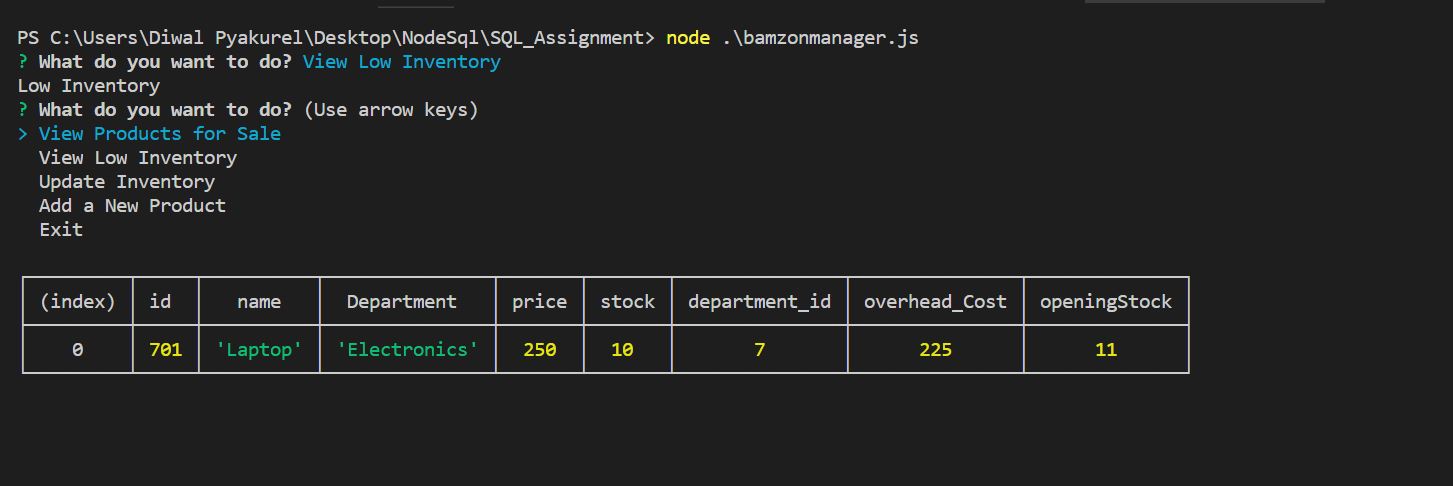 PS C:\Users\Diwal Pyakurel\Desktop\NodeSql\SQL_Assignment> node .\bamzonmanager.js
? What do you want to do? View Low Inventory
Low Inventory
? What do you want to do? (Use arrow keys)
> View Products for Sale
View Low Inventory
Update Inventory
Add a New Product
Exit
(index) id name Department price stock department_id overhead_Cost openingStock
0 701 'Laptop' 'Electronics' 250 10 7 225 11